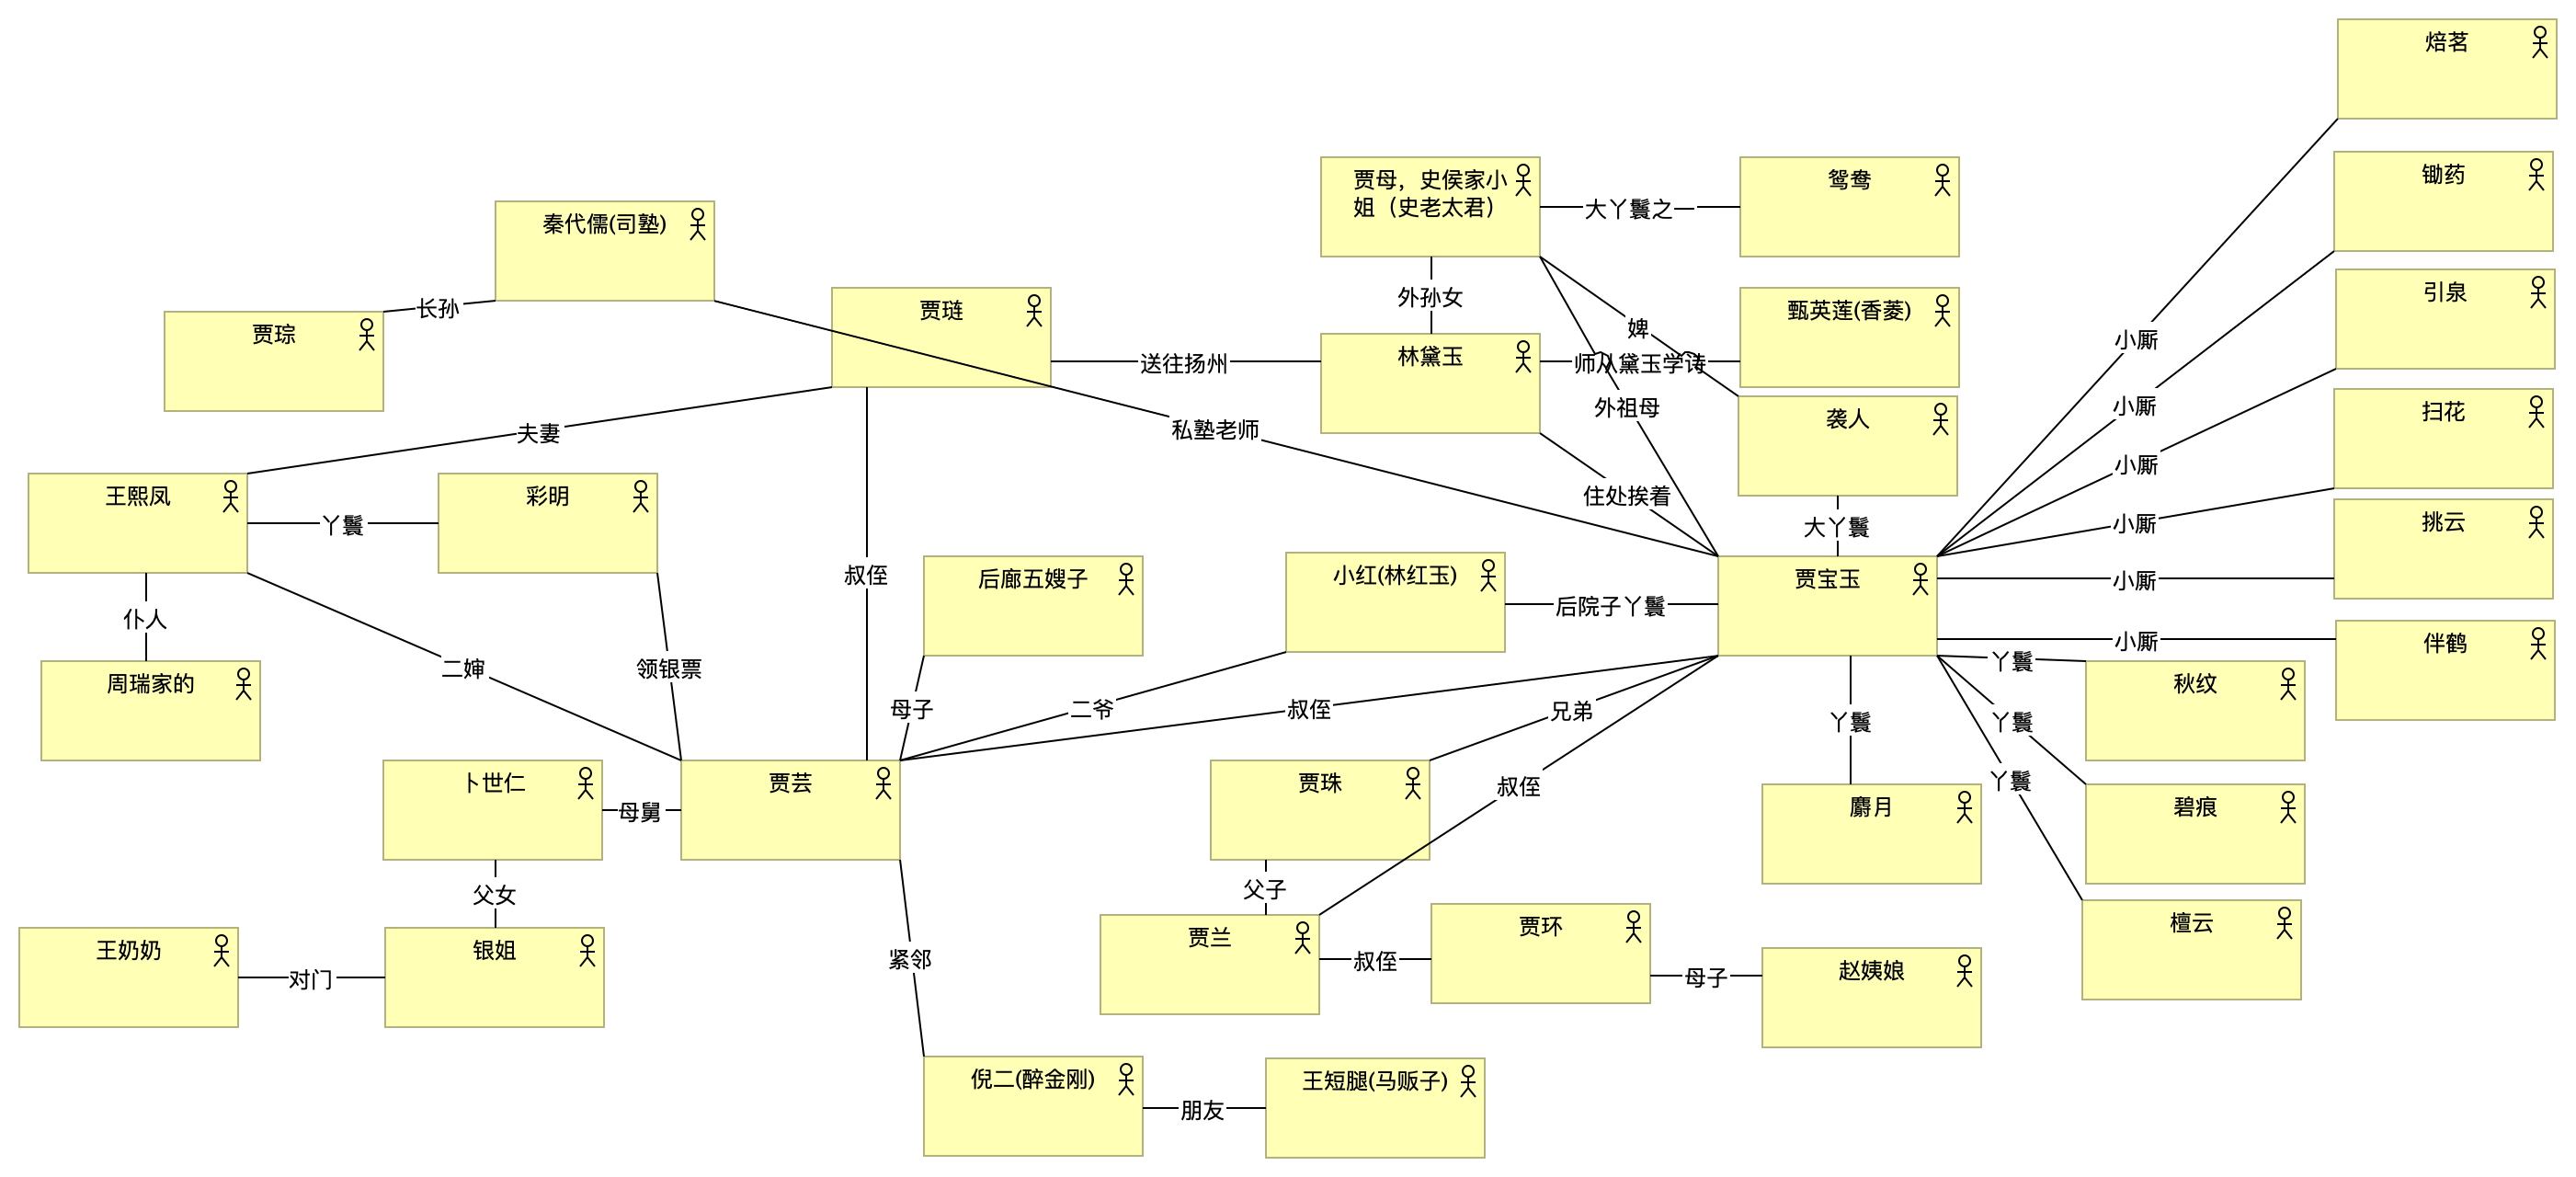 焙茗
锄药
贾母，史侯家小
姐（史老太君）
大丫鬟之一
鸳鸯
秦代儒(司塾)
外孙女
引泉
长孙
贾琏
甄英莲(香菱)
贾琮
婢
小厮
林黛玉
送往扬州
师从黛玉学诗
外祖母
小厮
扫花
袭人
夫妻
私塾老师
小厮
王熙凤
彩明
住处挨着
丫鬟
大丫鬟
小厮
挑云
叔侄
后廊五嫂子
小红(林红玉)
贾宝玉
小厮
后院子丫鬟
仆人
小厮
伴鹤
二婶
领银票
丫鬟
周瑞家的
秋纹
母子
二爷
叔侄
兄弟
丫鬟
丫鬟
卜世仁
贾芸
贾珠
叔侄
丫鬟
母舅
麝月
碧痕
父女
父子
檀云
王奶奶
银姐
贾兰
贾环
对门
紧邻
叔侄
母子
赵姨娘
倪二(醉金刚)
王短腿(马贩子)
朋友